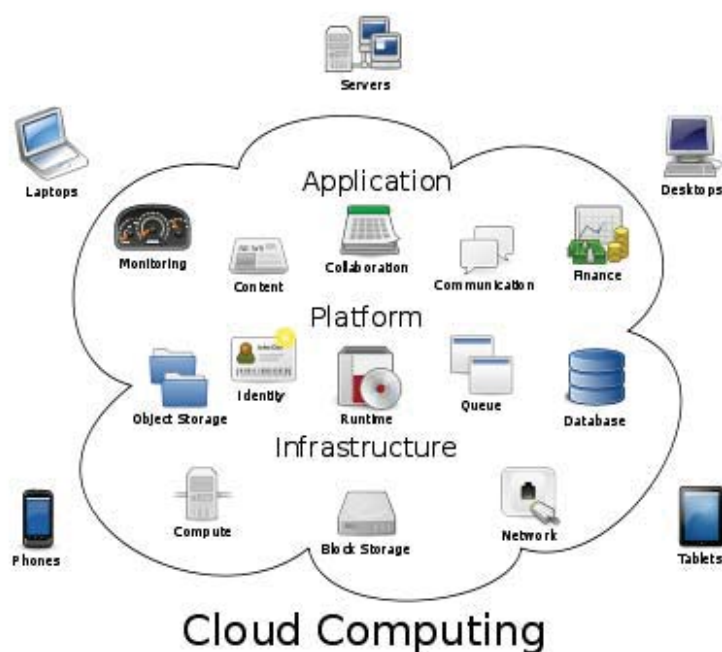 Servers
Laptops
Desktops
Application
Monitoring
Content
Collaboration
Communication
Finance
Platform
Object Storage
Identity
Runtime
Queue
Database
Infrastructure
Compute
Block Storage
Network
Phones
Tablets
Cloud Computing